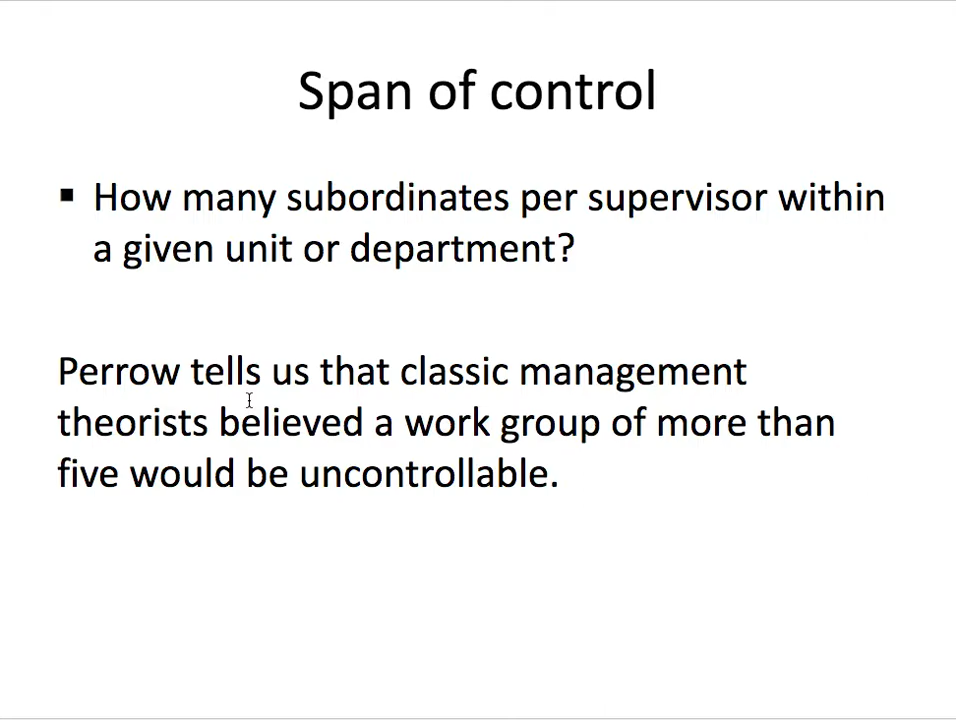 Span of control
▪ How many subordinates per supervisor within
a given unit or department?
Perrow tells us that classic management
theorists believed a work group of more than
five would be uncontrollable.